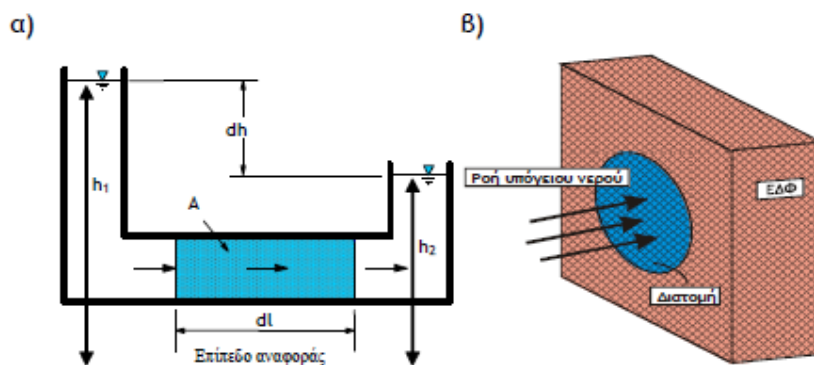 α)
β)
dh
h₁
A
h₂
dl
Επίπεδο αναφοράς
Ροή υπόγειου νερού
ΕΔΦ
Διατομή